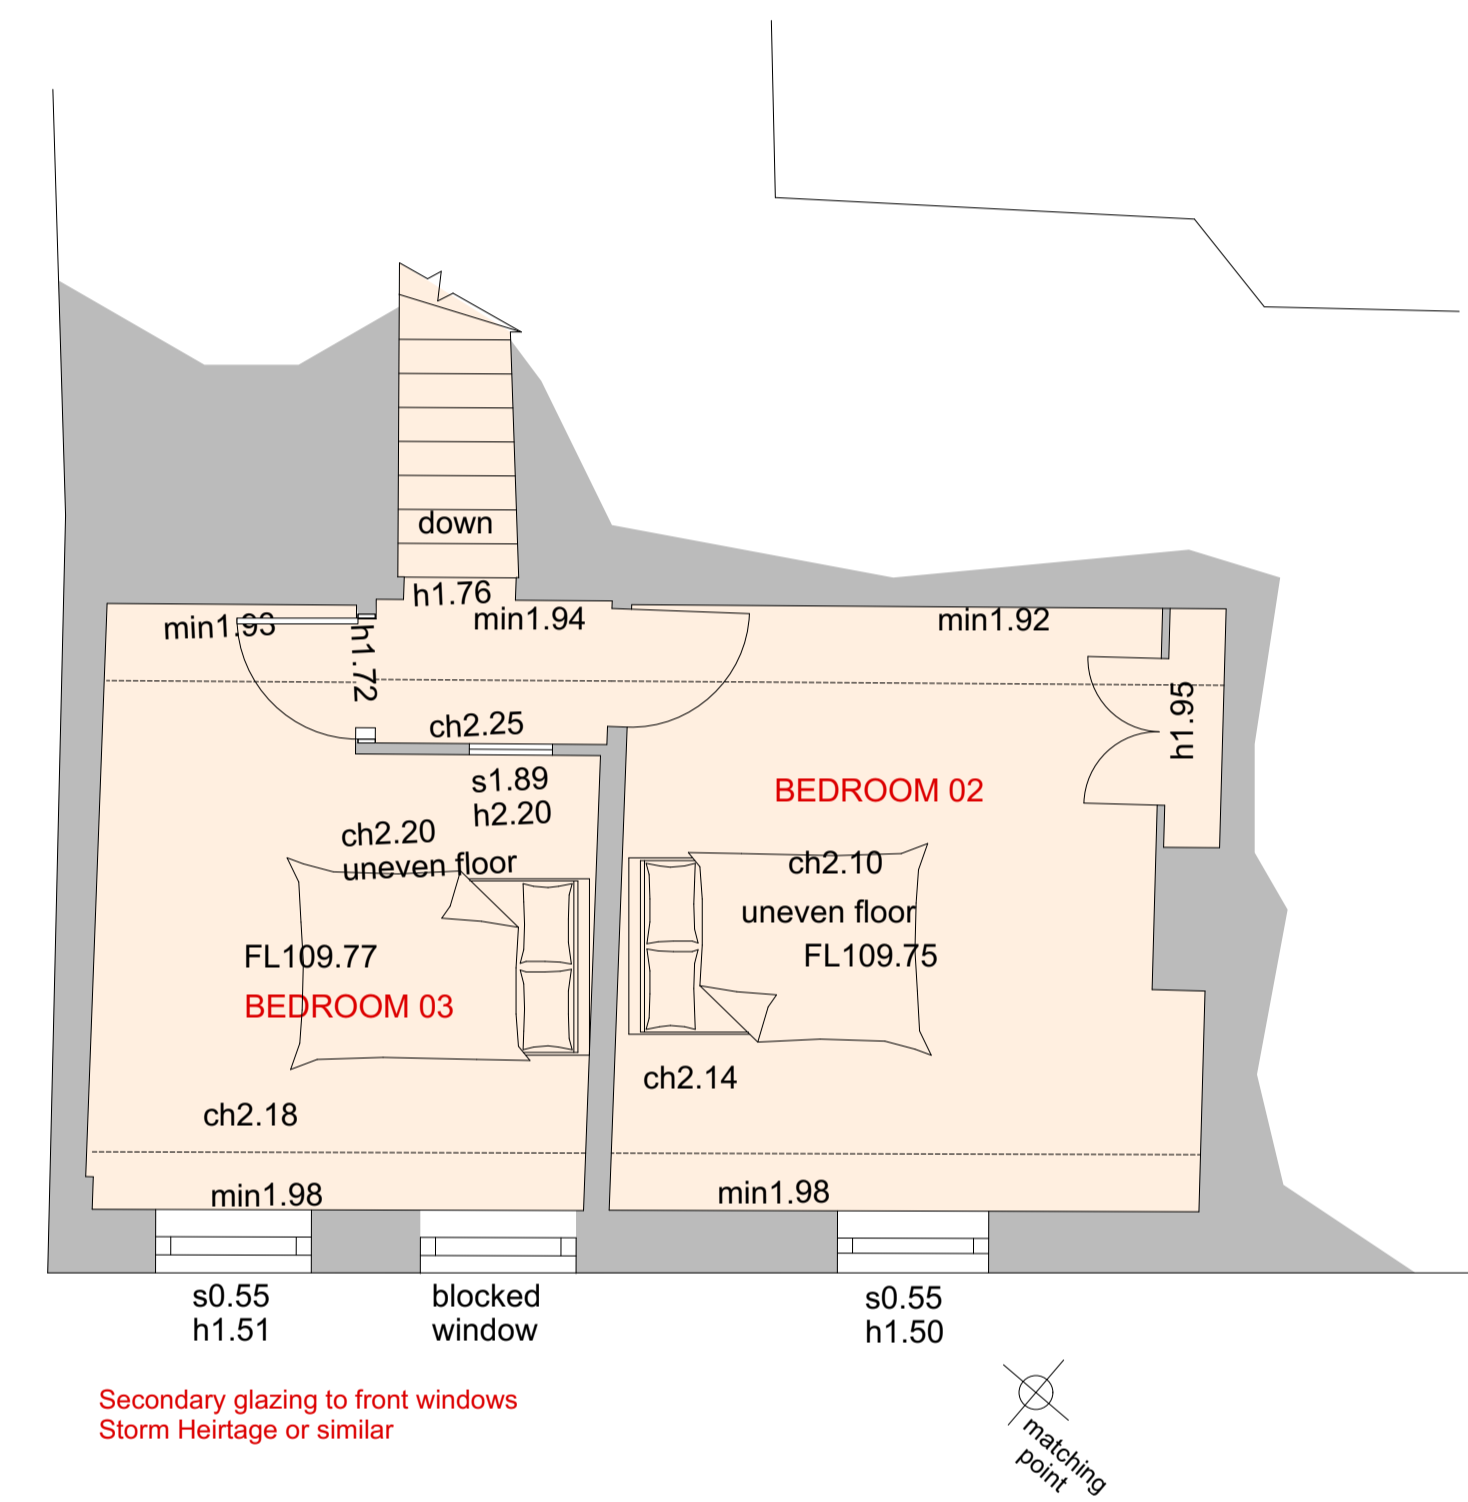 down
h1.76
min1.93
min1.94
min1.92
h1.72
h1.95
ch2.25
s1.89
h2.20
BEDROOM 02
ch2.20
uneven floor
ch2.10
uneven floor
FL109.77
FL109.75
BEDROOM 03
ch2.14
ch2.18
min1.98
min1.98
s0.55
h1.51
blocked
window
s0.55
h1.50
Secondary glazing to front windows
Storm Heirtage or similar
matching
point